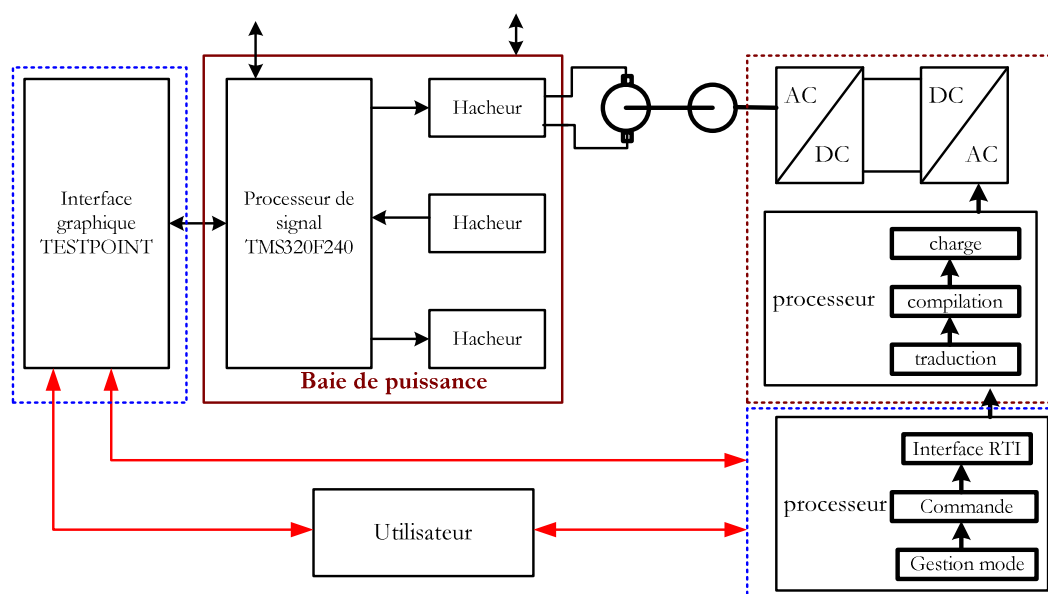 Interface
graphique
TESTPOINT
Processeur de
signal
TMS320F240
Hacheur
Hacheur
Hacheur
Baie de puissance
AC
DC
DC
AC
processeur
charge
compilation
traduction
processeur
Interface RTI
Commande
Gestion mode
Utilisateur